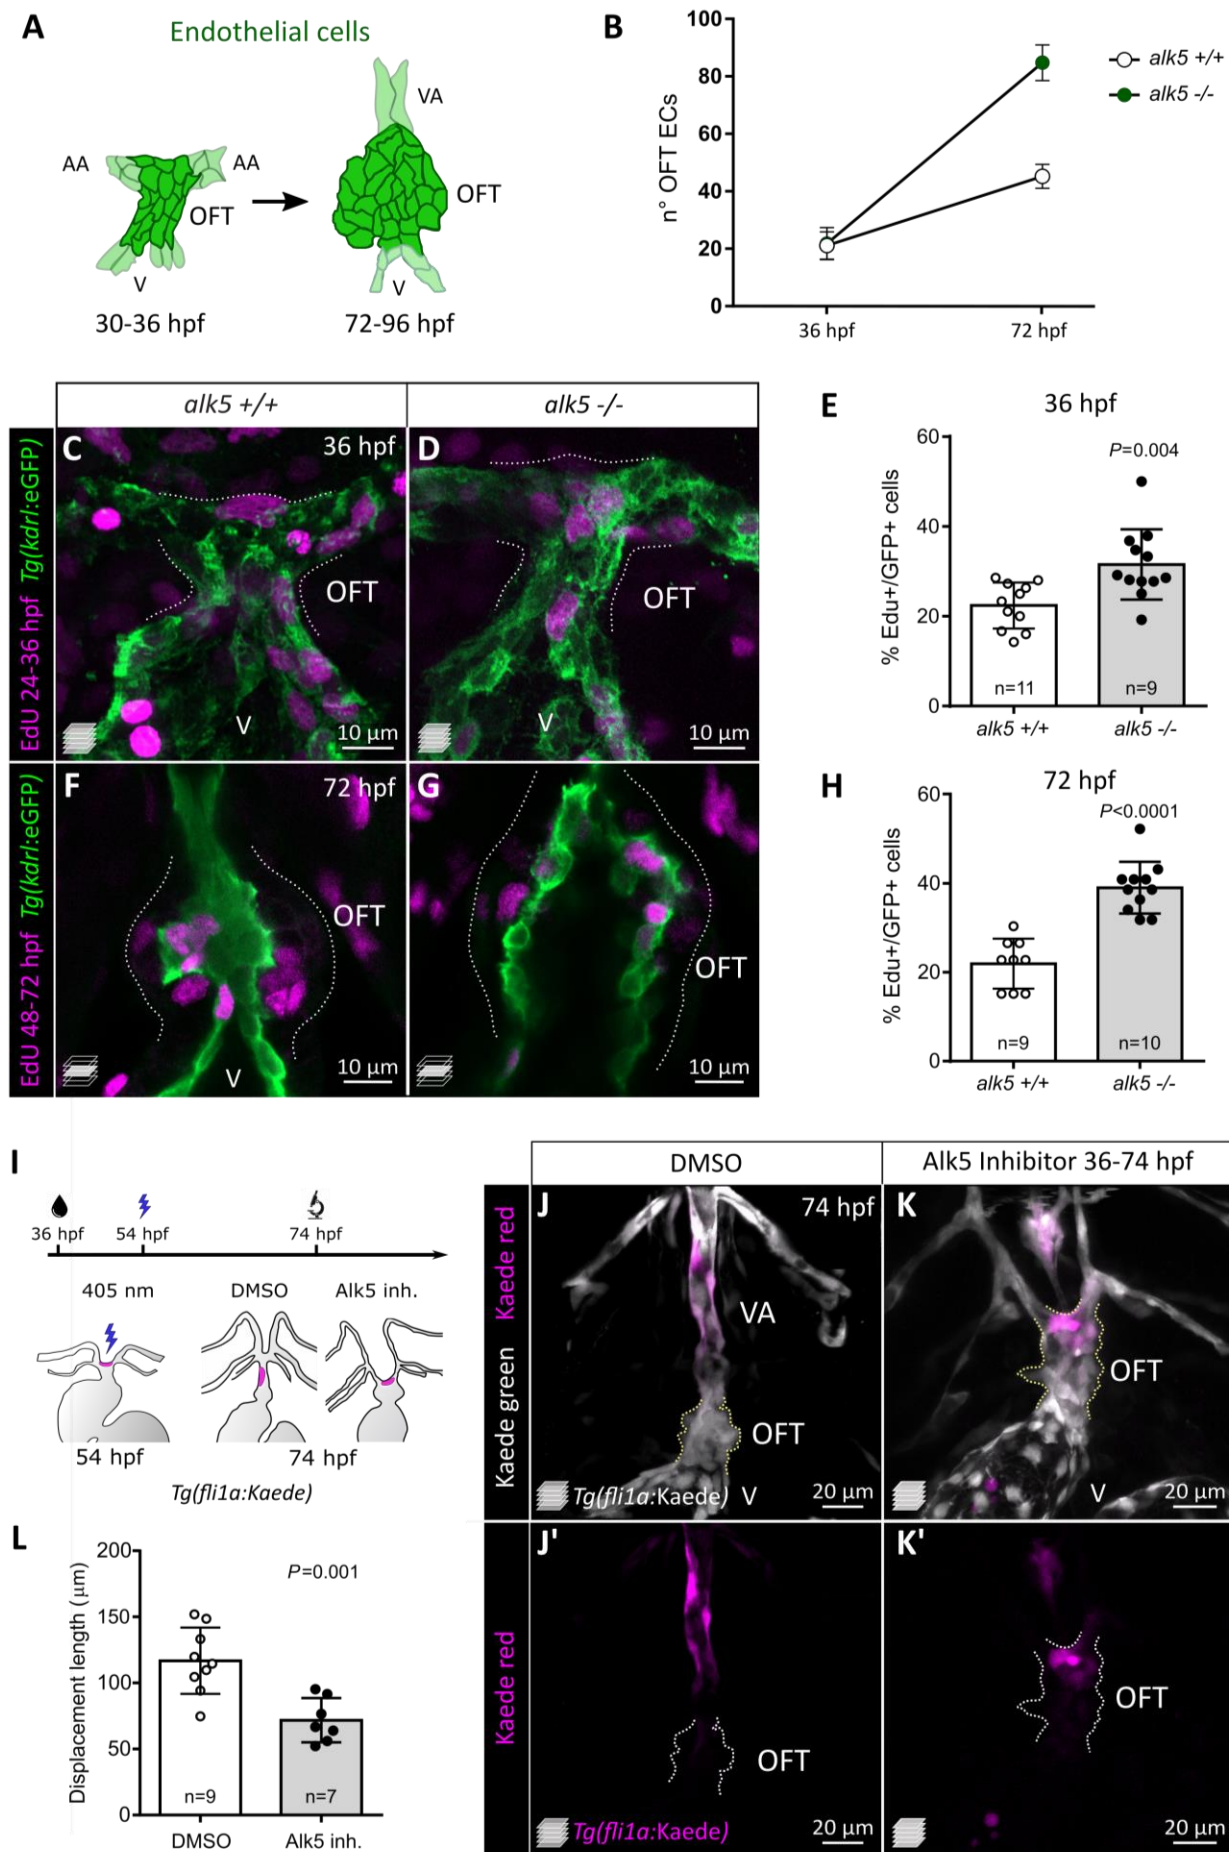 A
Endothelial cells
VA
AA
AA
OFT
OFT
V
V
30-36 hpf
72-96 hpf
B
n° OFT ECs
100
80
60
40
20
0
36 hpf
72 hpf
alk5 +/+
alk5 -/-
alk5 +/+
alk5 -/-
EdU 24-36 hpf Tg(kdrl:eGFP)
C
36 hpf
OFT
V
10 µm
D
OFT
V
10 µm
E
36 hpf
% Edu+/GFP+ cells
60
40
20
0
P=0.004
n=11
n=9
alk5 +/+
alk5 -/-
EdU 48-72 hpf Tg(kdrl:eGFP)
F
72 hpf
OFT
V
10 µm
G
OFT
10 µm
H
72 hpf
% Edu+/GFP+ cells
60
40
20
0
P<0.0001
n=9
n=10
alk5 +/+
alk5 -/-
I
36 hpf
54 hpf
74 hpf
405 nm
DMSO
Alk5 inh.
54 hpf
74 hpf
Tg(fli1a:Kaede)
DMSO
Alk5 Inhibitor 36-74 hpf
Kaede green Kaede red
J
74 hpf
VA
OFT
Tg(fli1a:Kaede)
V
20 µm
K
OFT
V
20 µm
Kaede red
J'
OFT
Tg(fli1a:Kaede)
20 µm
K'
OFT
20 µm
L
Displacement length (µm)
200
150
100
50
0
P=0.001
n=9
n=7
DMSO
Alk5 inh.